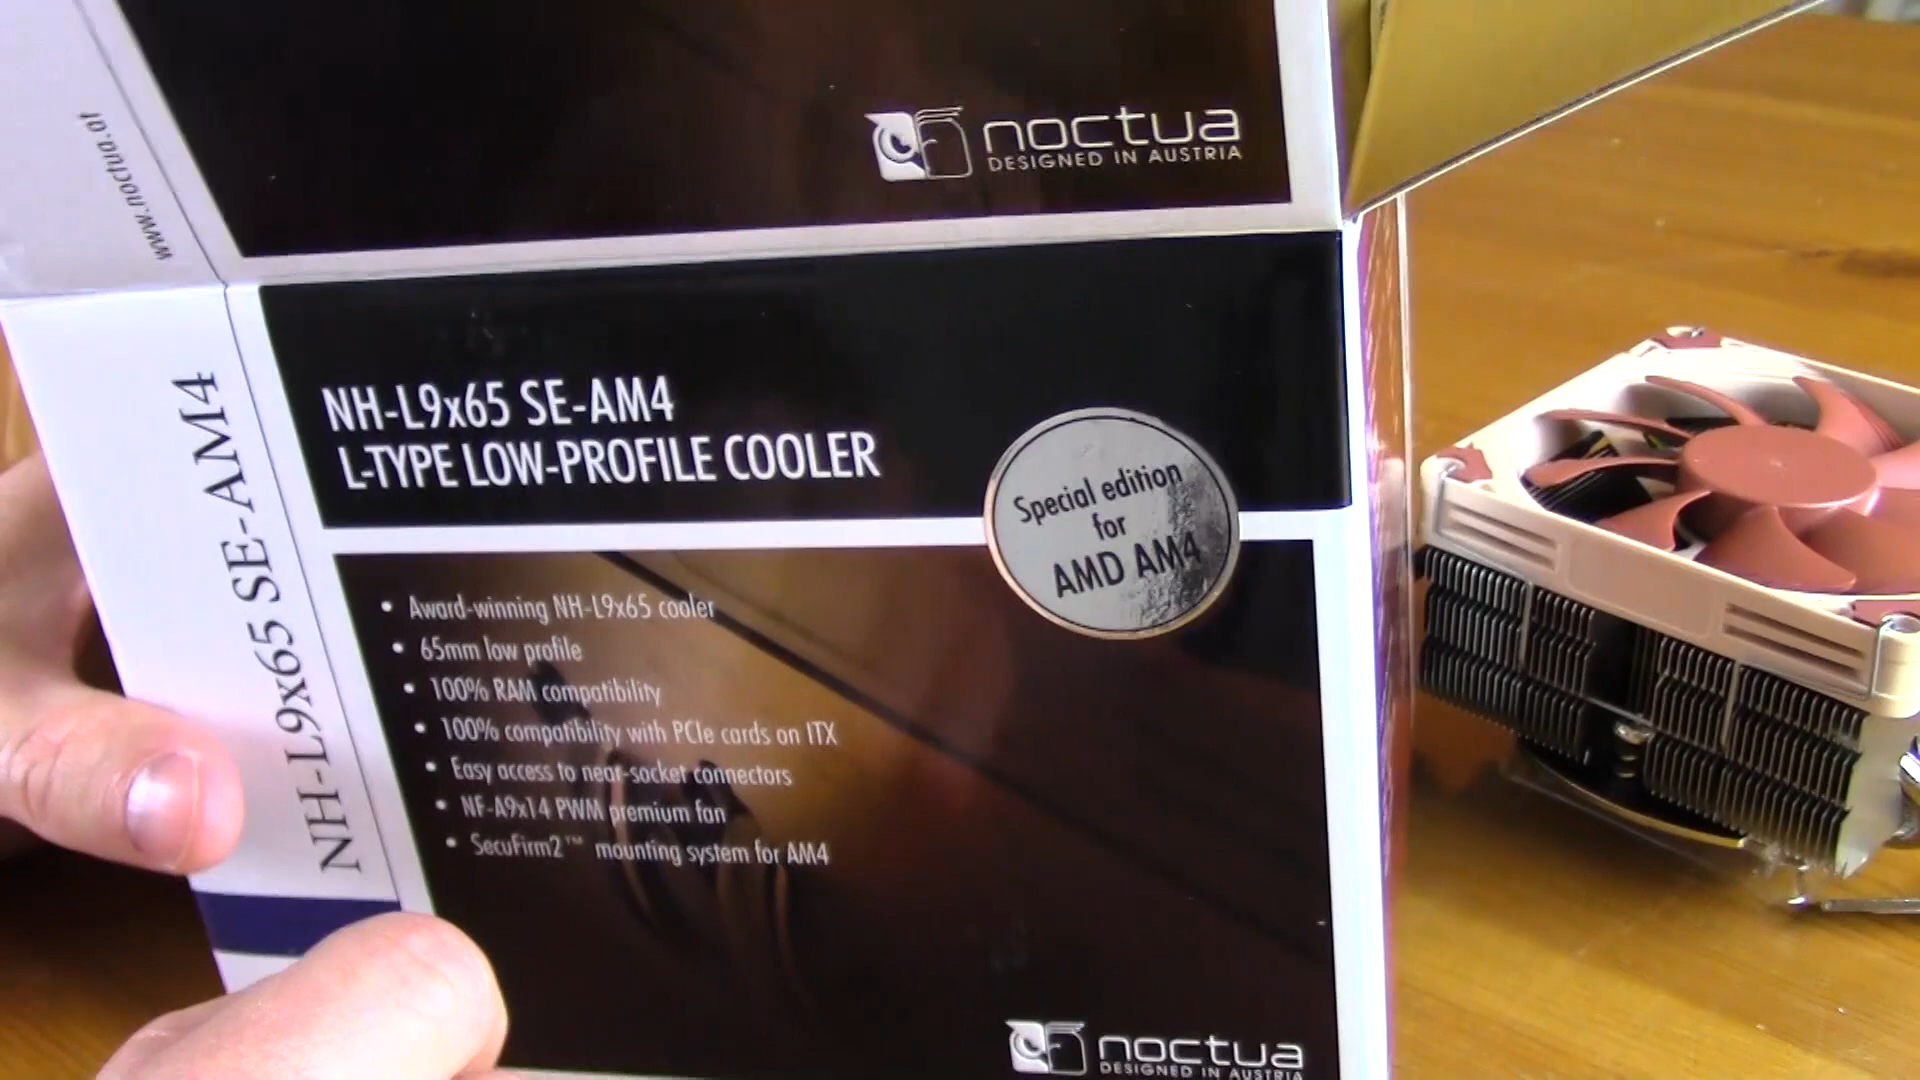 www.noctua.at
noctua
DESIGNED IN AUSTRIA
NH-L9x65 SE-AM4
NH-L9x65 SE-AM4
L-TYPE LOW-PROFILE COOLER
Special edition
for
AMD AM4
• Award-winning NH-L9x65 cooler
• 65mm low profile
• 100% RAM compatibility
• 100% compatibility with PCIe cards on ITX
• Easy access to near-socket connectors
• NF-A9x14 PWM premium fan
• SecuFirm2™ mounting system for AM4
noctua
DESIGNED IN AUSTRIA